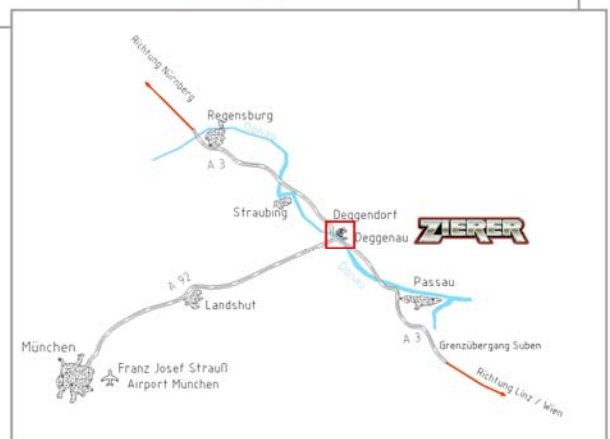 Richtung Nürnberg
Regensburg
Donau
A 3
Straubing
Deggendorf
ZIERER
Deggenau
Donau
A 92
Passau
Landshut
A 3
Grenzübergang Suben
München
Franz Josef Strauß
Airport München
Richtung Linz / Wien